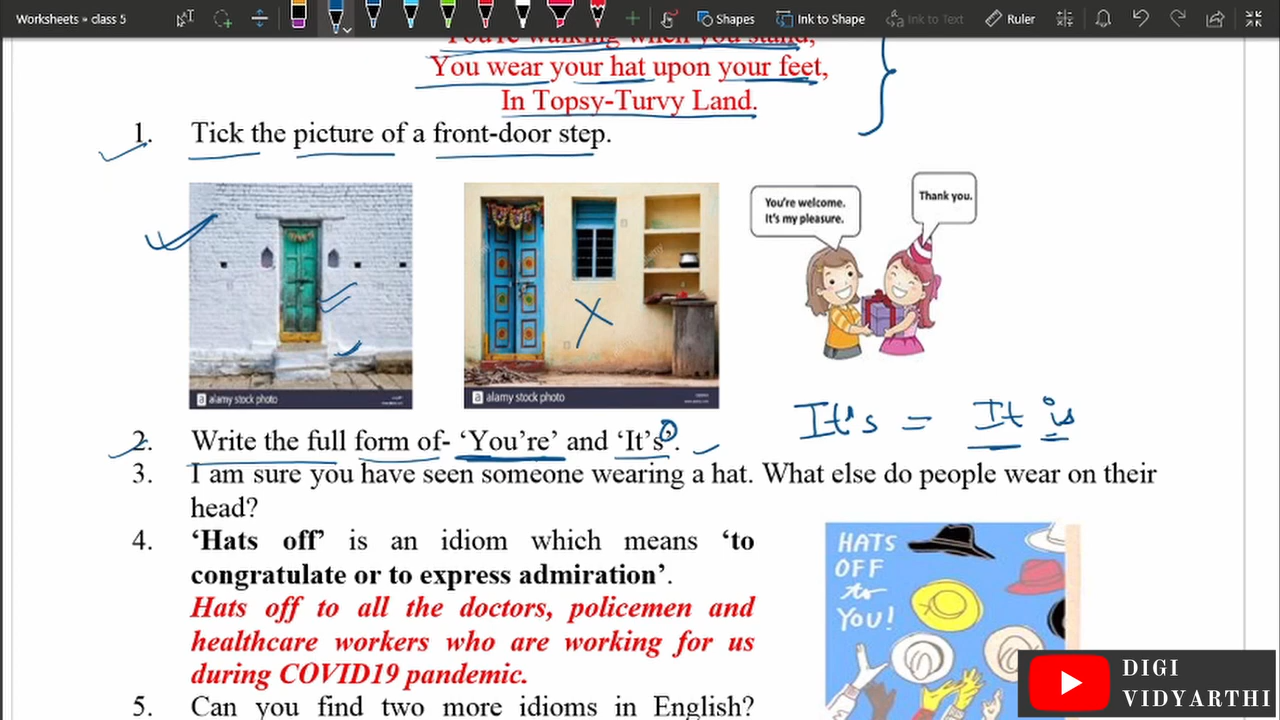 Worksheets » class 5
Shapes
Ink to Shape
Ink to Text
Ruler
You're walking when you stand,
You wear your hat upon your feet,
In Topsy-Turvy Land.
1. Tick the picture of a front-door step.
You're welcome.
It's my pleasure.
Thank you.
a alamy stock photo
a alamy stock photo
It's = It is
2. Write the full form of- ‘You’re’ and ‘It’s’.
3. I am sure you have seen someone wearing a hat. What else do people wear on their
head?
4. ‘Hats off’ is an idiom which means ‘to
congratulate or to express admiration’.
Hats off to all the doctors, policemen and
healthcare workers who are working for us
during COVID19 pandemic.
HATS
OFF
to
YOU!
5. Can you find two more idioms in English?
DIGI
VIDYARTHI